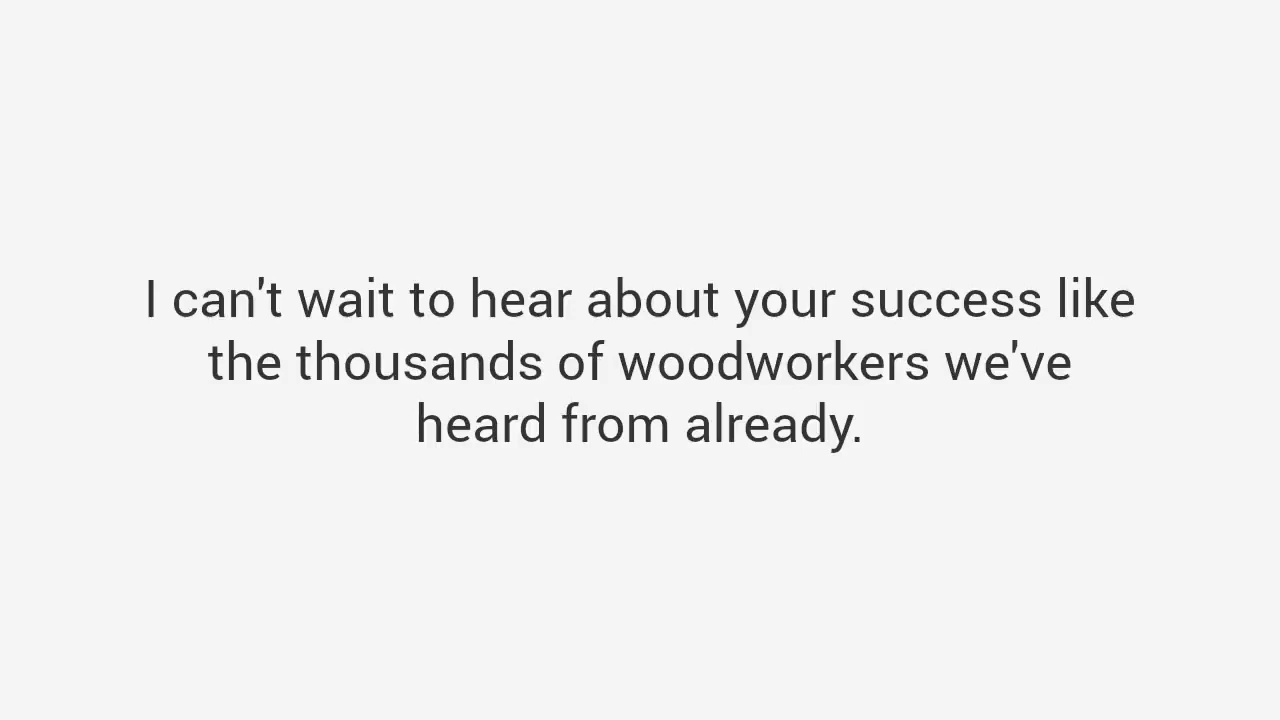 I can't wait to hear about your success like
the thousands of woodworkers we've
heard from already.